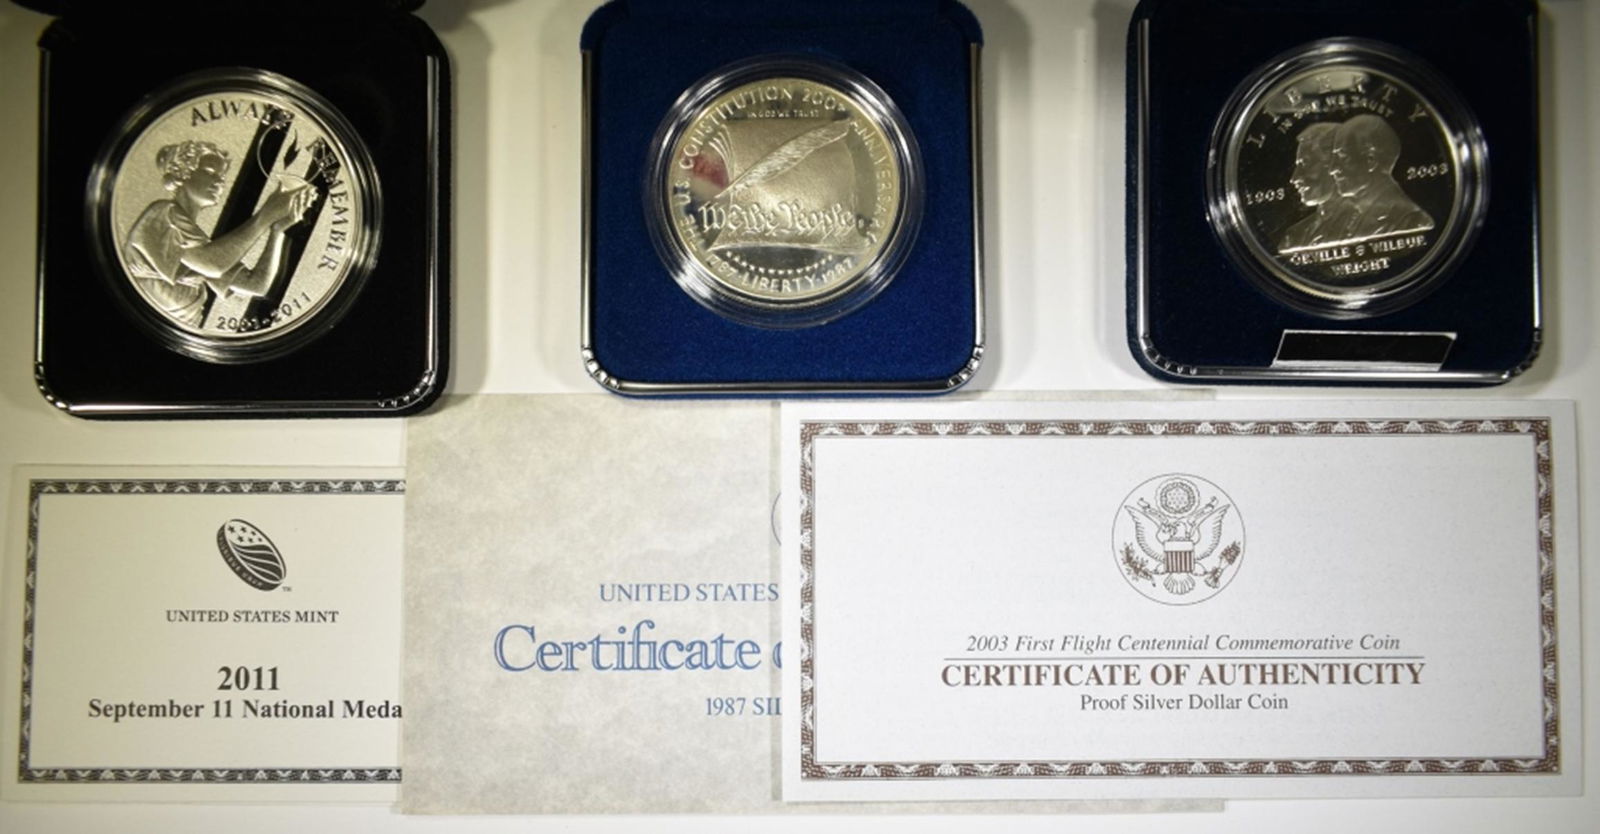 ALWAYS REMEMBER
2001-2011
THE US CONSTITUTION 200TH ANNIVERSARY
IN GOD WE TRUST
We the People
1787 LIBERTY 1987
LIBERTY
IN GOD WE TRUST
1903
2003
ORVILLE & WILBUR
WRIGHT
UNITED STATES MINT
2011
September 11 National Meda
UNITED STATES
Certificate
1987 SIL
2003 First Flight Centennial Commemorative Coin
CERTIFICATE OF AUTHENTICITY
Proof Silver Dollar Coin